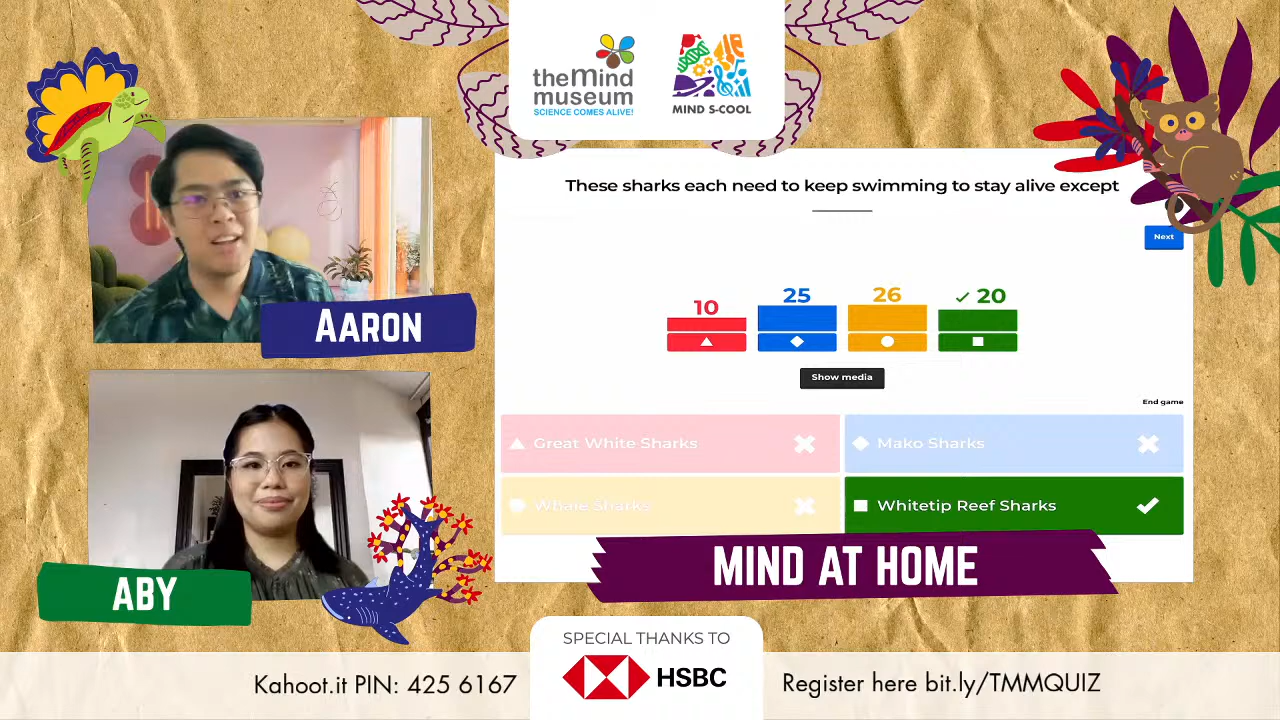 themind
museum
SCIENCE COMES ALIVE!
MIND S-COOL
These sharks each need to keep swimming to stay alive except
Next
10
25
26
20
Show media
End game
Great White Sharks
Mako Sharks
Whale Sharks
Whitetip Reef Sharks
AARON
ABY
MIND AT HOME
SPECIAL THANKS TO
HSBC
Kahoot.it PIN: 425 6167
Register here bit.ly/TMMQUIZ